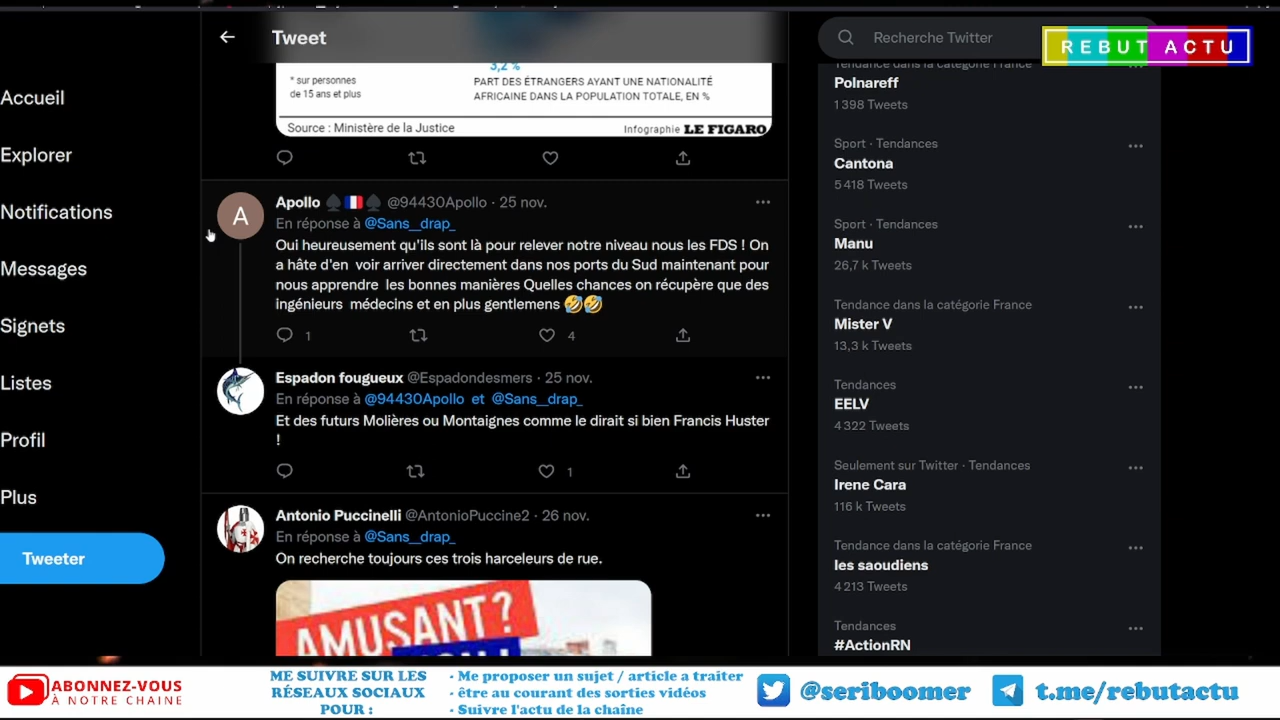 Tweet
Recherche Twitter
REBUT ACTU
Accueil
Explorer
Notifications
Messages
Signets
Listes
Profil
Plus
Tweeter
3,2 %
* sur personnes
de 15 ans et plus
PART DES ÉTRANGERS AYANT UNE NATIONALITÉ
AFRICAINE DANS LA POPULATION TOTALE, EN %
Source : Ministère de la Justice
Infographie LE FIGARO
A
Apollo ♠️🇫🇷♠️ @94430Apollo · 25 nov.
En réponse à @Sans__drap_
Oui heureusement qu'ils sont là pour relever notre niveau nous les FDS ! On
a hâte d'en voir arriver directement dans nos ports du Sud maintenant pour
nous apprendre les bonnes manières Quelles chances on récupère que des
ingénieurs médecins et en plus gentlemens 🤣🤣
1
4
Espadon fougueux @Espadondesmers · 25 nov.
En réponse à @94430Apollo et @Sans__drap_
Et des futurs Molières ou Montaignes comme le dirait si bien Francis Huster
!
1
Antonio Puccinelli @AntonioPuccine2 · 26 nov.
En réponse à @Sans__drap_
On recherche toujours ces trois harceleurs de rue.
AMUSANT?
Tendance dans la catégorie France
Polnareff
1 398 Tweets
Sport · Tendances
Cantona
5 418 Tweets
Sport · Tendances
Manu
26,7 k Tweets
Tendance dans la catégorie France
Mister V
13,3 k Tweets
Tendances
EELV
4 322 Tweets
Seulement sur Twitter · Tendances
Irene Cara
116 k Tweets
Tendance dans la catégorie France
les saoudiens
4 213 Tweets
Tendances
#ActionRN
ABONNEZ-VOUS
À NOTRE CHAINE
ME SUIVRE SUR LES
RÉSEAUX SOCIAUX
POUR :
· Me proposer un sujet / article a traiter
· être au courant des sorties vidéos
· Suivre l'actu de la chaîne
@seriboomer
t.me/rebutactu